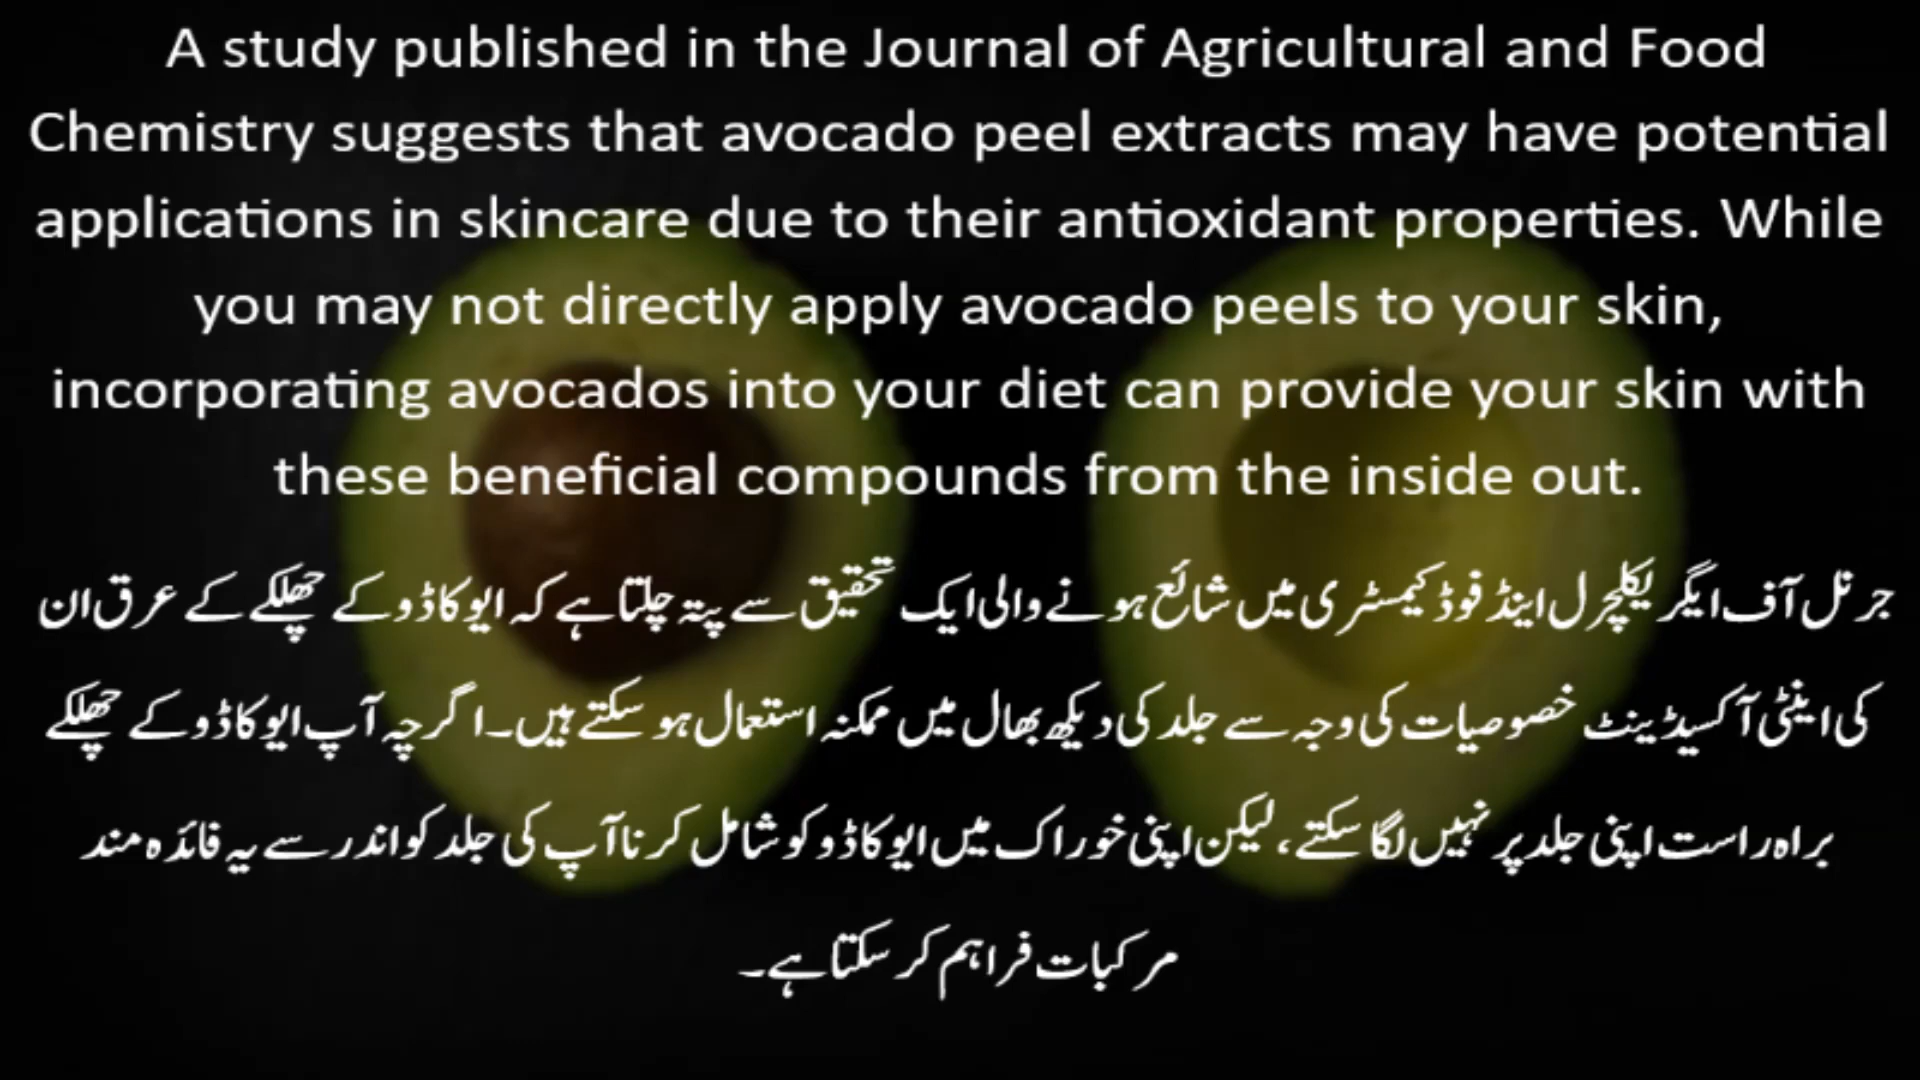 A study published in the Journal of Agricultural and Food
Chemistry suggests that avocado peel extracts may have potential
applications in skincare due to their antioxidant properties. While
you may not directly apply avocado peels to your skin,
incorporating avocados into your diet can provide your skin with
these beneficial compounds from the inside out.
جرنل آف ایگریکلچرل اینڈ فوڈ کیمسٹری میں شائع ہونے والی ایک تحقیق سے پتہ چلتا ہے کہ ایوکاڈو کے چھلکے کے عرق ان
کی اینٹی آکسیڈینٹ خصوصیات کی وجہ سے جلد کی دیکھ بھال میں ممکنہ استعمال ہو سکتے ہیں۔ اگرچہ آپ ایوکاڈو کے چھلکے
براہ راست اپنی جلد پر نہیں لگا سکتے، لیکن اپنی خوراک میں ایوکاڈو کو شامل کرنا آپ کی جلد کو اندر سے یہ فائدہ مند
مرکبات فراہم کر سکتا ہے۔